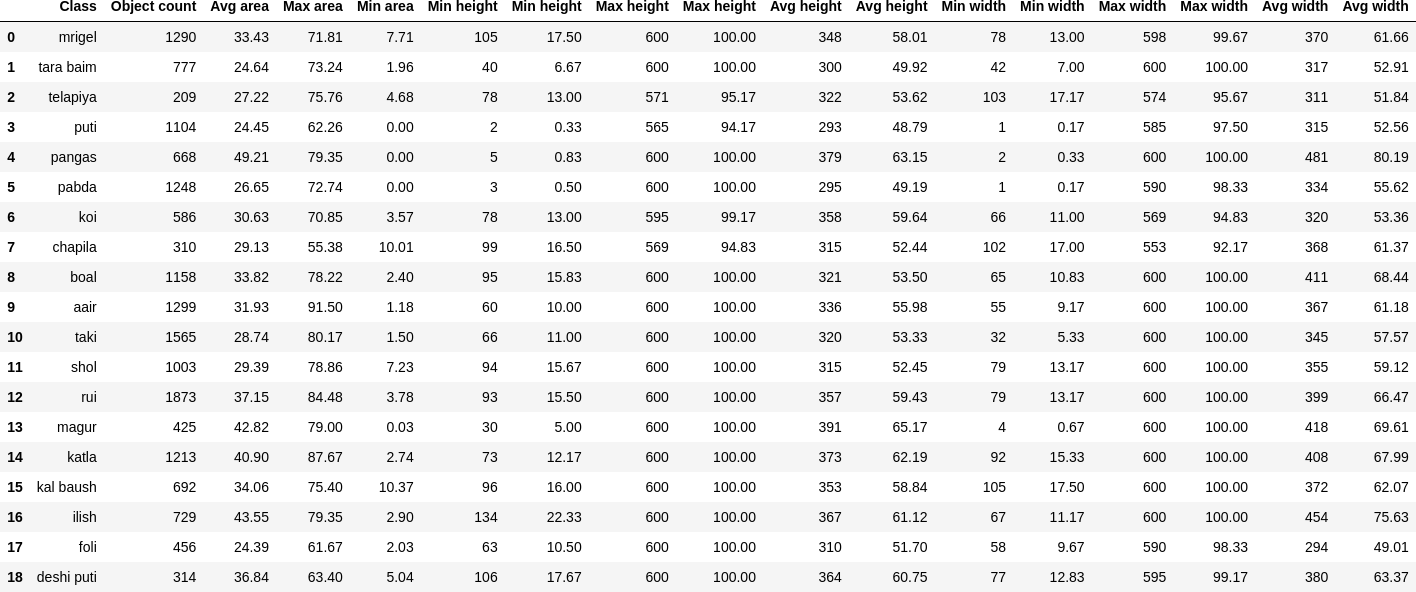 Class Object count Avg area Max area Min area Min height Min height Max height Max height Avg height Avg height Min width Min width Max width Max width Avg width Avg width
0 mrigel 1290 33.43 71.81 7.71 105 17.50 600 100.00 348 58.01 78 13.00 598 99.67 370 61.66
1 tara baim 777 24.64 73.24 1.96 40 6.67 600 100.00 300 49.92 42 7.00 600 100.00 317 52.91
2 telapiya 209 27.22 75.76 4.68 78 13.00 571 95.17 322 53.62 103 17.17 574 95.67 311 51.84
3 puti 1104 24.45 62.26 0.00 2 0.33 565 94.17 293 48.79 1 0.17 585 97.50 315 52.56
4 pangas 668 49.21 79.35 0.00 5 0.83 600 100.00 379 63.15 2 0.33 600 100.00 481 80.19
5 pabda 1248 26.65 72.74 0.00 3 0.50 600 100.00 295 49.19 1 0.17 590 98.33 334 55.62
6 koi 586 30.63 70.85 3.57 78 13.00 595 99.17 358 59.64 66 11.00 569 94.83 320 53.36
7 chapila 310 29.13 55.38 10.01 99 16.50 569 94.83 315 52.44 102 17.00 553 92.17 368 61.37
8 boal 1158 33.82 78.22 2.40 95 15.83 600 100.00 321 53.50 65 10.83 600 100.00 411 68.44
9 aair 1299 31.93 91.50 1.18 60 10.00 600 100.00 336 55.98 55 9.17 600 100.00 367 61.18
10 taki 1565 28.74 80.17 1.50 66 11.00 600 100.00 320 53.33 32 5.33 600 100.00 345 57.57
11 shol 1003 29.39 78.86 7.23 94 15.67 600 100.00 315 52.45 79 13.17 600 100.00 355 59.12
12 rui 1873 37.15 84.48 3.78 93 15.50 600 100.00 357 59.43 79 13.17 600 100.00 399 66.47
13 magur 425 42.82 79.00 0.03 30 5.00 600 100.00 391 65.17 4 0.67 600 100.00 418 69.61
14 katla 1213 40.90 87.67 2.74 73 12.17 600 100.00 373 62.19 92 15.33 600 100.00 408 67.99
15 kal baush 692 34.06 75.40 10.37 96 16.00 600 100.00 353 58.84 105 17.50 600 100.00 372 62.07
16 ilish 729 43.55 79.35 2.90 134 22.33 600 100.00 367 61.12 67 11.17 600 100.00 454 75.63
17 foli 456 24.39 61.67 2.03 63 10.50 600 100.00 310 51.70 58 9.67 590 98.33 294 49.01
18 deshi puti 314 36.84 63.40 5.04 106 17.67 600 100.00 364 60.75 77 12.83 595 99.17 380 63.37